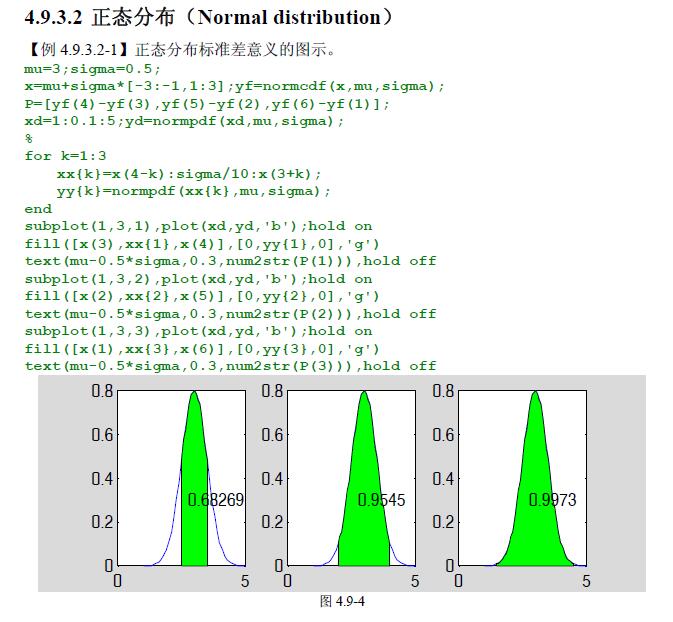 4.9.3.2 正态分布（Normal distribution）
【例 4.9.3.2-1】正态分布标准差意义的图示。
mu=3;sigma=0.5;
x=mu+sigma*[-3:-1,1:3];yf=normcdf(x,mu,sigma);
P=[yf(4)-yf(3),yf(5)-yf(2),yf(6)-yf(1)];
xd=1:0.1:5;yd=normpdf(xd,mu,sigma);
%
for k=1:3
    xx{k}=x(4-k):sigma/10:x(3+k);
    yy{k}=normpdf(xx{k},mu,sigma);
end
subplot(1,3,1),plot(xd,yd,'b');hold on
fill([x(3),xx{1},x(4)],[0,yy{1},0],'g')
text(mu-0.5*sigma,0.3,num2str(P(1))),hold off
subplot(1,3,2),plot(xd,yd,'b');hold on
fill([x(2),xx{2},x(5)],[0,yy{2},0],'g')
text(mu-0.5*sigma,0.3,num2str(P(2))),hold off
subplot(1,3,3),plot(xd,yd,'b');hold on
fill([x(1),xx{3},x(6)],[0,yy{3},0],'g')
text(mu-0.5*sigma,0.3,num2str(P(3))),hold off
0.8 0.8 0.8
0.6 0.6 0.6
0.4 0.4 0.4
0.68269 0.9545 0.9973
0.2 0.2 0.2
0 0 0
0 5 0 5 0 5
图 4.9-4